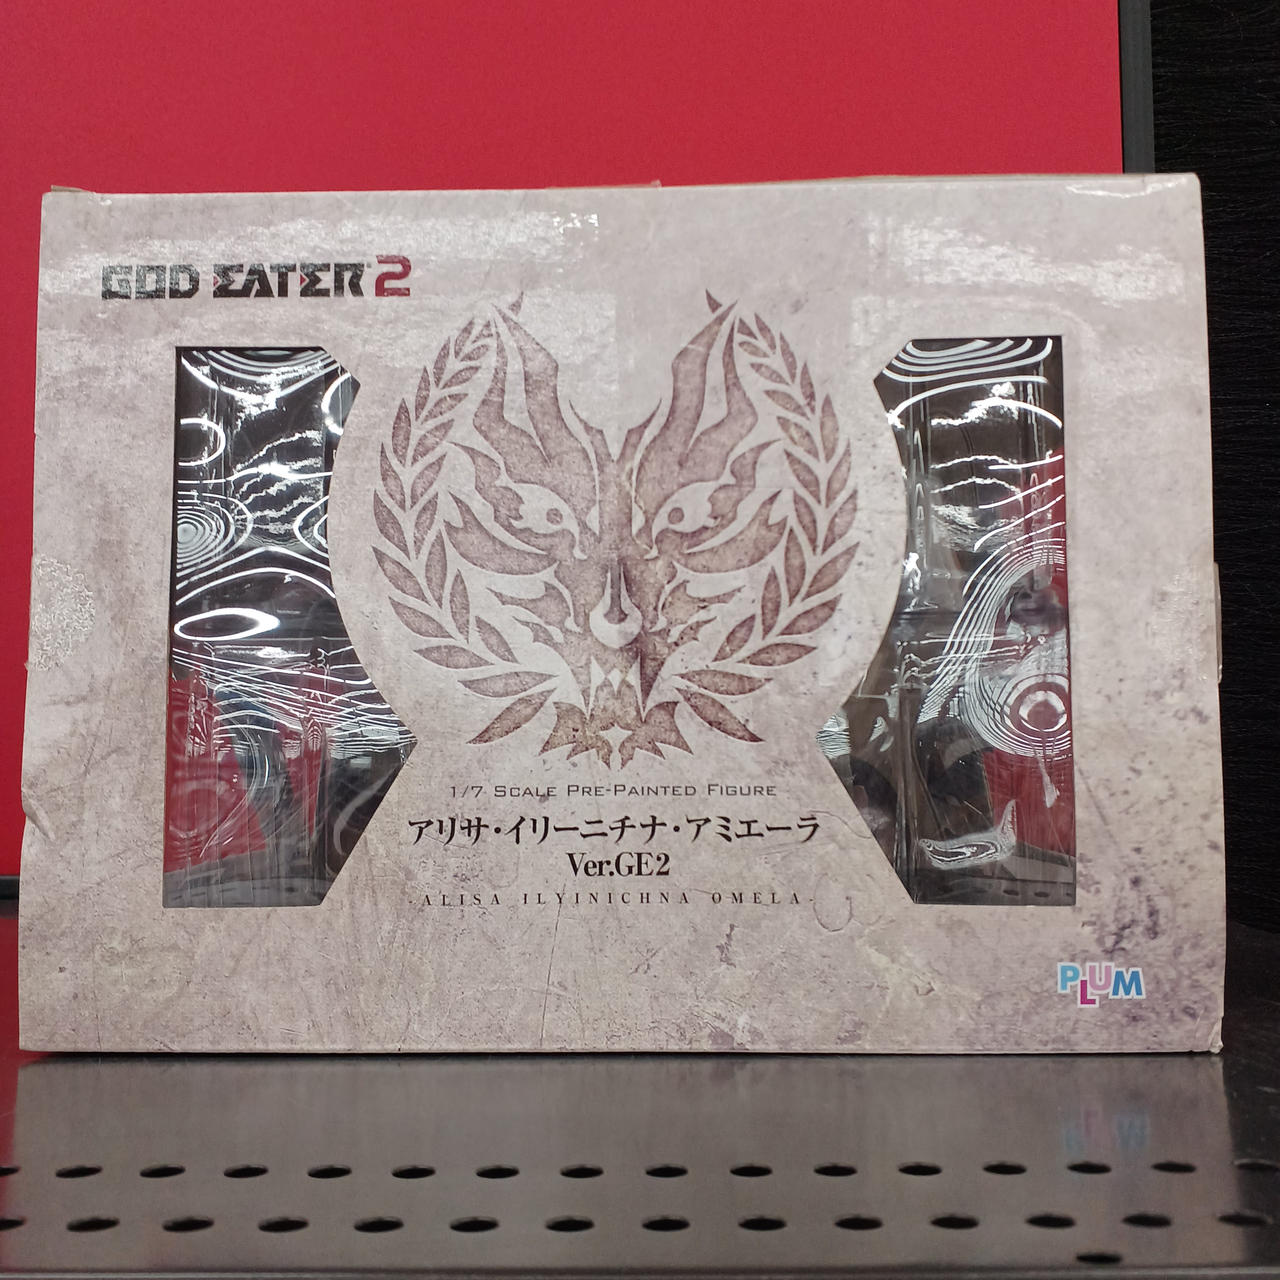 GOD EATER 2
1/7 SCALE PRE-PAINTED FIGURE
アリサ・イリーニチナ・アミエーラ
Ver.GE2
-ALISA ILYINICHNA OMELA-
PLUM